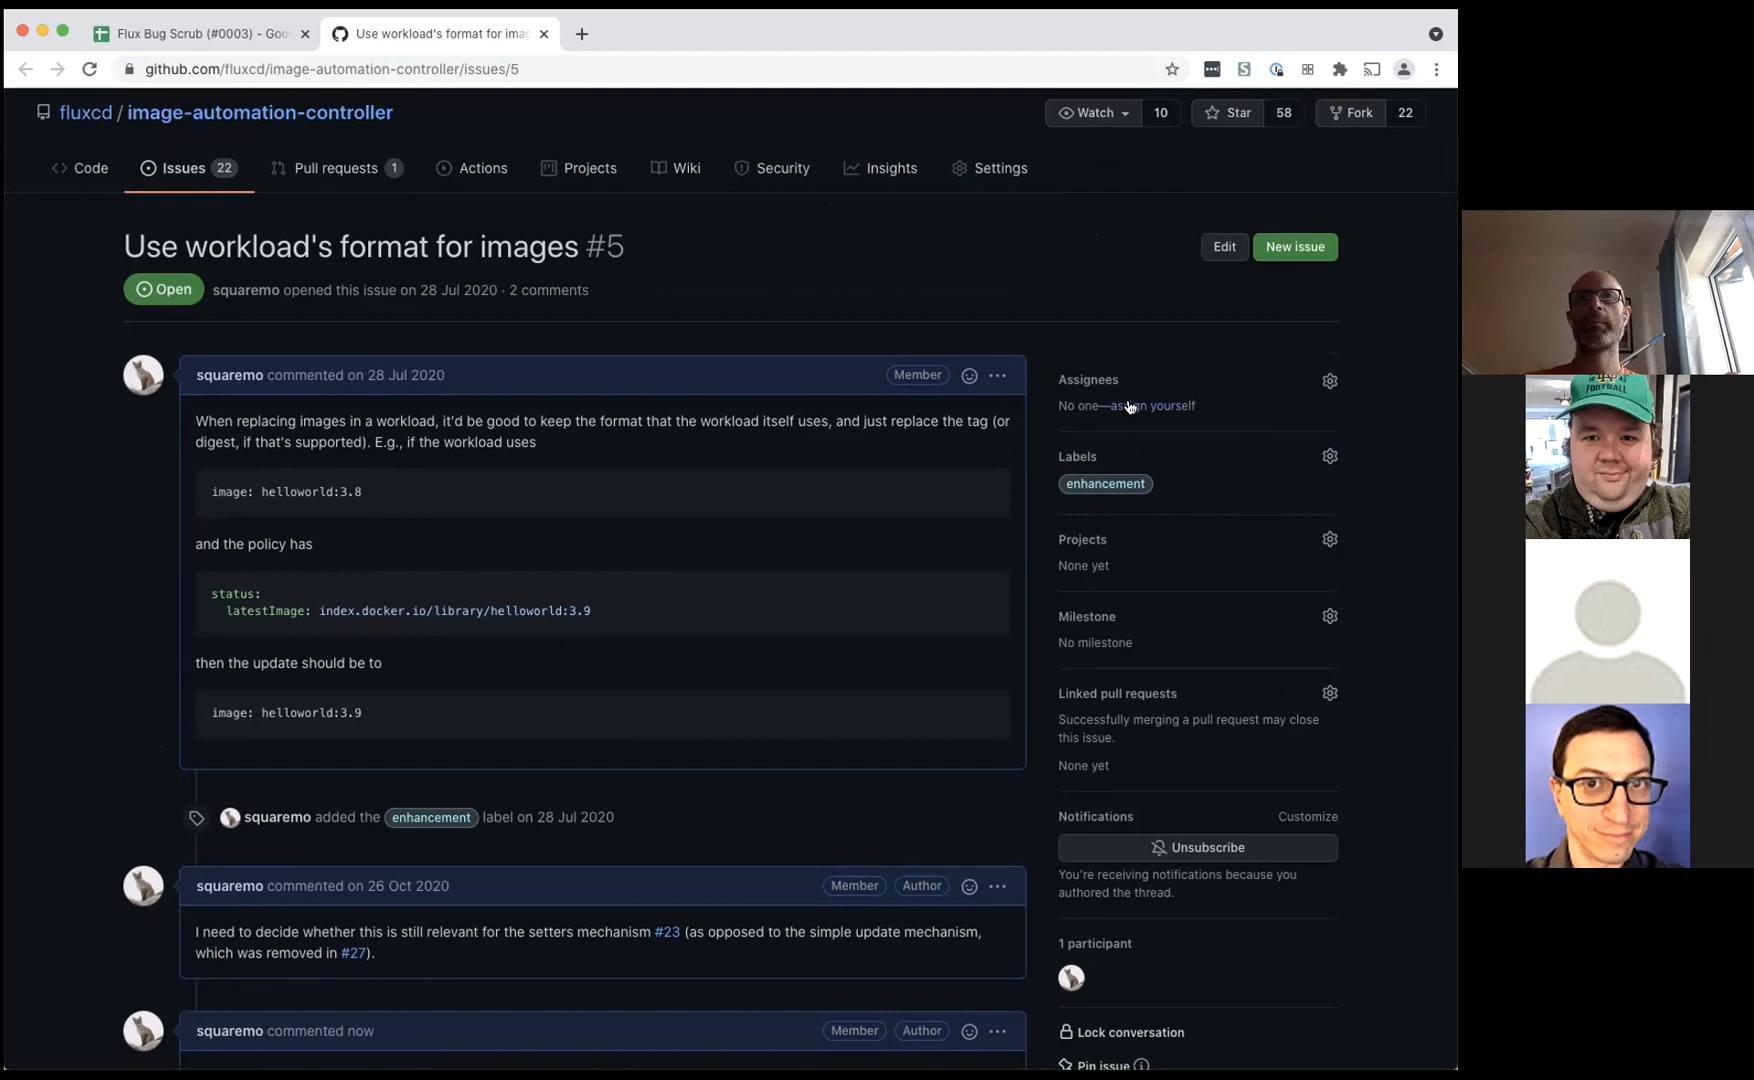 Flux Bug Scrub (#0003) - Goo
Use workload's format for imag
github.com/fluxcd/image-automation-controller/issues/5
fluxcd / image-automation-controller
Watch 10 Star 58 Fork 22
Code Issues 22 Pull requests 1 Actions Projects Wiki Security Insights Settings
Use workload's format for images #5
Edit New issue
Open squaremo opened this issue on 28 Jul 2020 · 2 comments
squaremo commented on 28 Jul 2020 Member
When replacing images in a workload, it'd be good to keep the format that the workload itself uses, and just replace the tag (or
digest, if that's supported). E.g., if the workload uses
image: helloworld:3.8
and the policy has
status:
latestImage: index.docker.io/library/helloworld:3.9
then the update should be to
image: helloworld:3.9
squaremo added the enhancement label on 28 Jul 2020
squaremo commented on 26 Oct 2020 Member Author
I need to decide whether this is still relevant for the setters mechanism #23 (as opposed to the simple update mechanism,
which was removed in #27).
squaremo commented now Member Author
Assignees
No one—assign yourself
Labels
enhancement
Projects
None yet
Milestone
No milestone
Linked pull requests
Successfully merging a pull request may close
this issue.
None yet
Notifications Customize
Unsubscribe
You're receiving notifications because you
authored the thread.
1 participant
Lock conversation
Pin issue
FOOTBALL